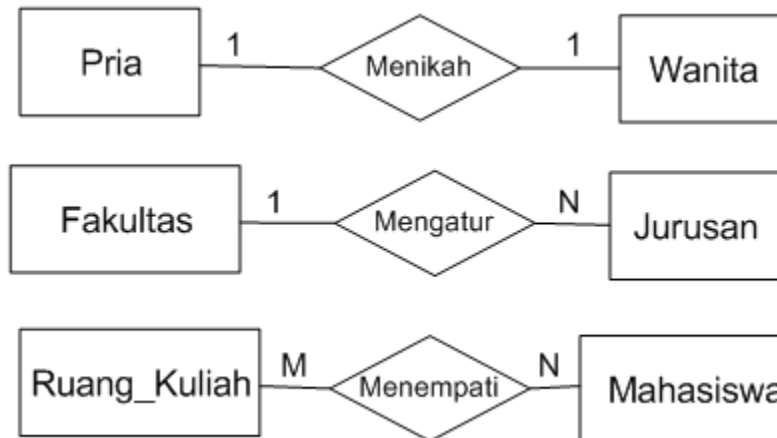 Pria 1 Menikah 1 Wanita
Fakultas 1 Mengatur N Jurusan
Ruang_Kuliah M Menempati N Mahasiswa